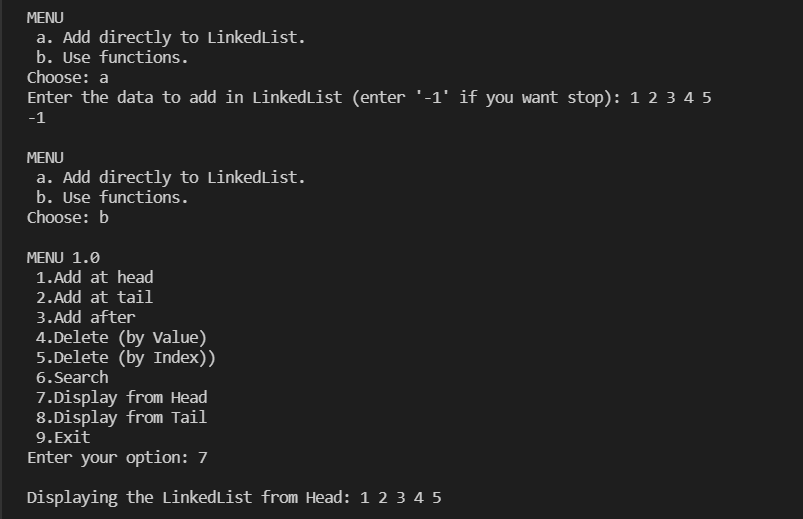 MENU
a. Add directly to LinkedList.
b. Use functions.
Choose: a
Enter the data to add in LinkedList (enter '-1' if you want stop): 1 2 3 4 5
-1
MENU
a. Add directly to LinkedList.
b. Use functions.
Choose: b
MENU 1.0
1.Add at head
2.Add at tail
3.Add after
4.Delete (by Value)
5.Delete (by Index))
6.Search
7.Display from Head
8.Display from Tail
9.Exit
Enter your option: 7
Displaying the LinkedList from Head: 1 2 3 4 5